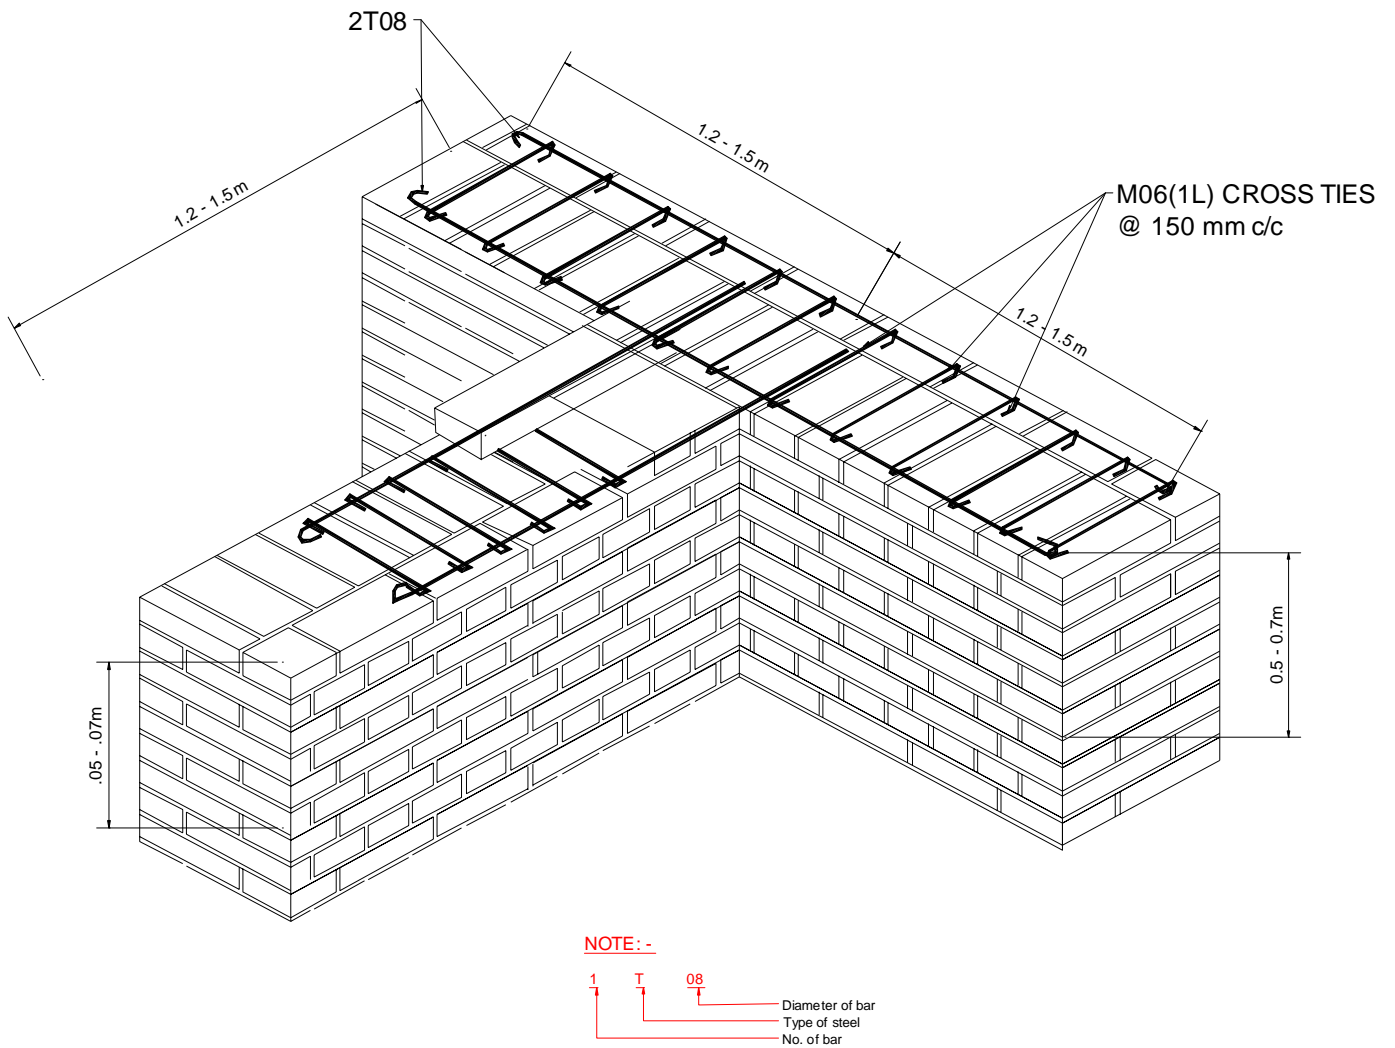 2T08
1.2 - 1.5m
1.2 - 1.5m
M06(1L) CROSS TIES
@ 150 mm c/c
1.2 - 1.5m
0.5 - 0.7m
.05 - .07m
NOTE: -
1 T 08
Diameter of bar
Type of steel
No. of bar